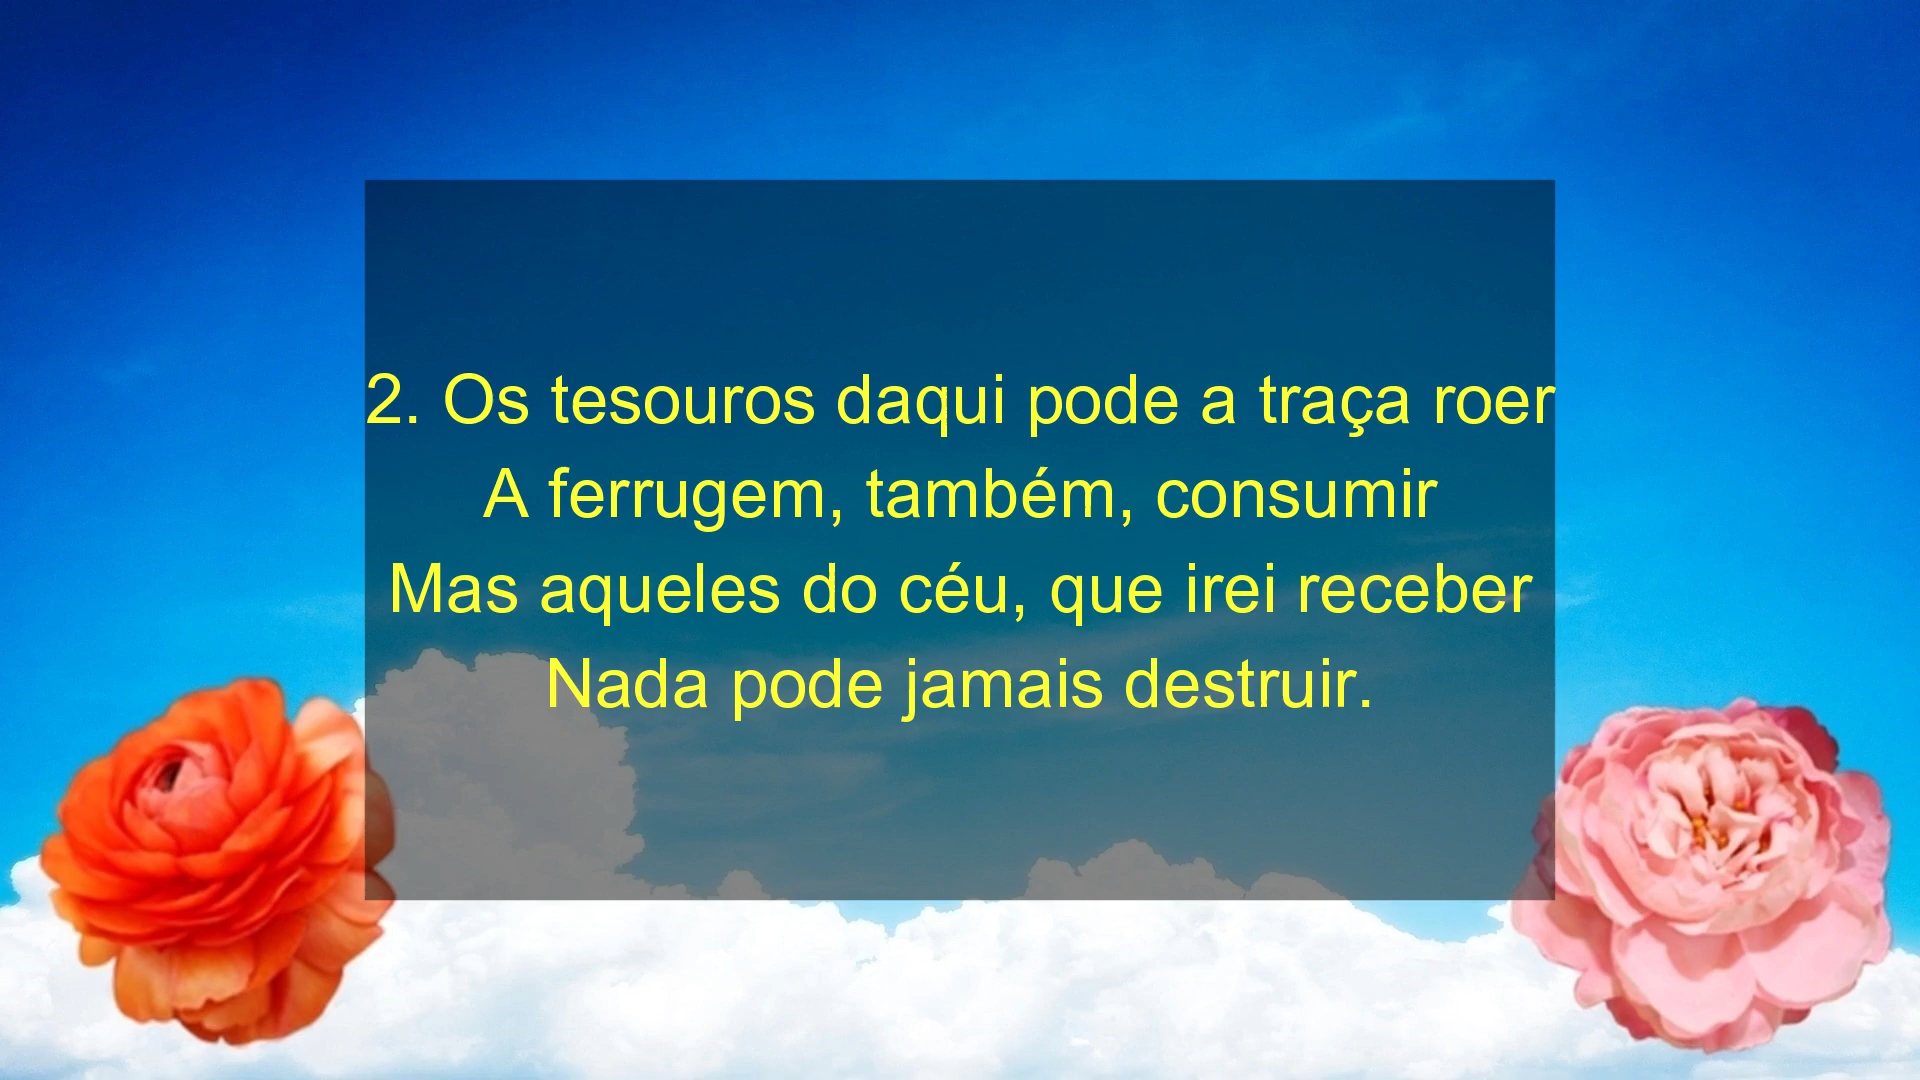 2. Os tesouros daqui pode a traça roer
A ferrugem, também, consumir
Mas aqueles do céu, que irei receber
Nada pode jamais destruir.